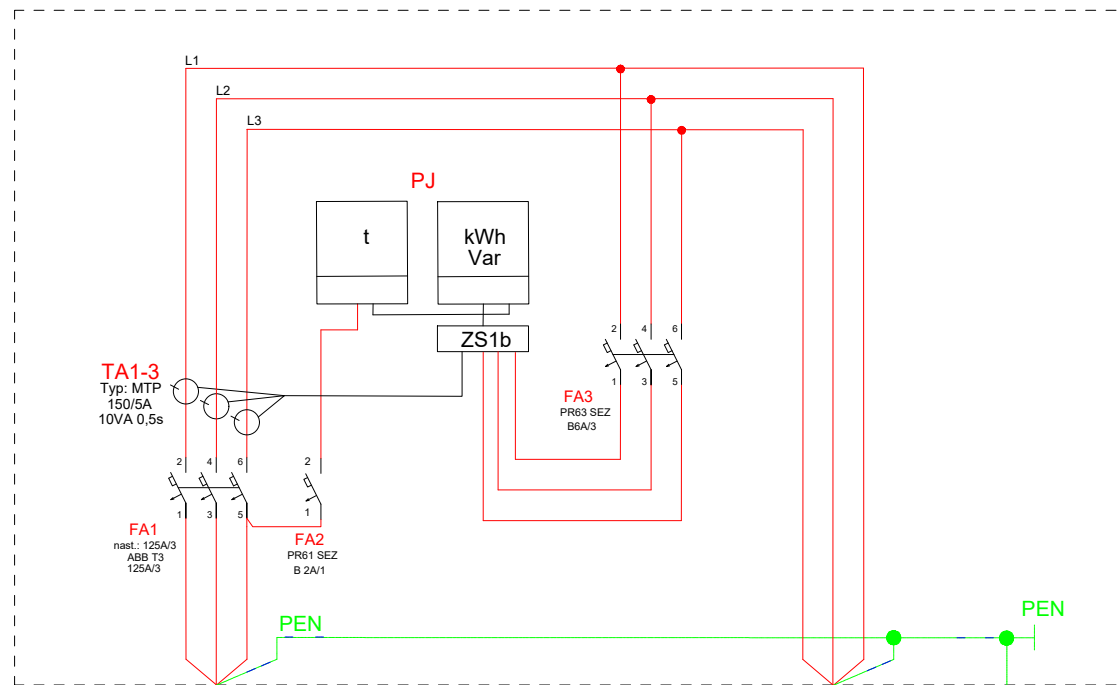 L1
L2
L3
PJ
t
kWh
Var
ZS1b
TA1-3
Typ: MTP
150/5A
10VA 0,5s
2
4
6
1
3
5
FA3
PR63 SEZ
B6A/3
2
4
6
2
1
3
5
1
FA1
nast.: 125A/3
ABB T3
125A/3
FA2
PR61 SEZ
B 2A/1
PEN
PEN